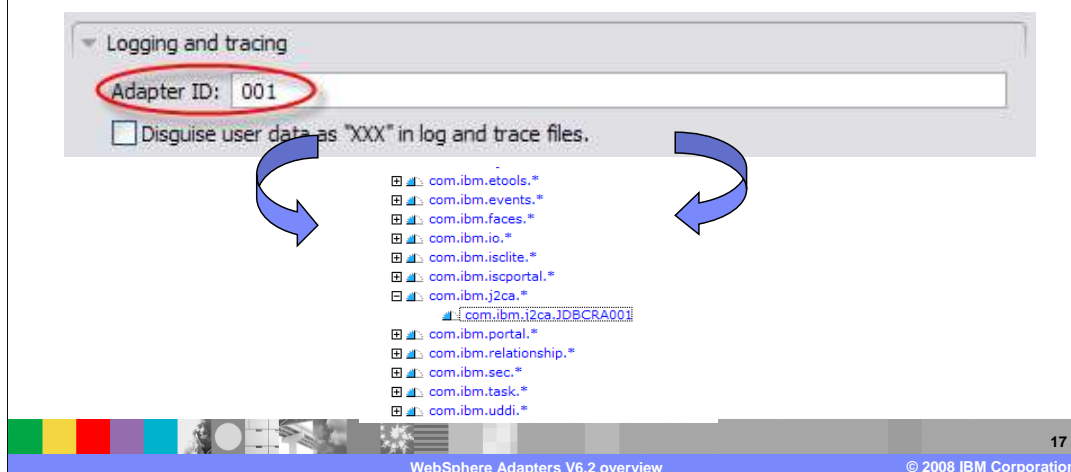 Logging and tracing
Adapter ID: 001
Disguise user data as "XXX" in log and trace files.
com.ibm.etools.*
com.ibm.events.*
com.ibm.faces.*
com.ibm.io.*
com.ibm.isclite.*
com.ibm.iscportal.*
com.ibm.j2ca.*
com.ibm.j2ca.JDBCRA001
com.ibm.portal.*
com.ibm.relationship.*
com.ibm.sec.*
com.ibm.task.*
com.ibm.uddi.*
17
WebSphere Adapters V6.2 overview
© 2008 IBM Corporation